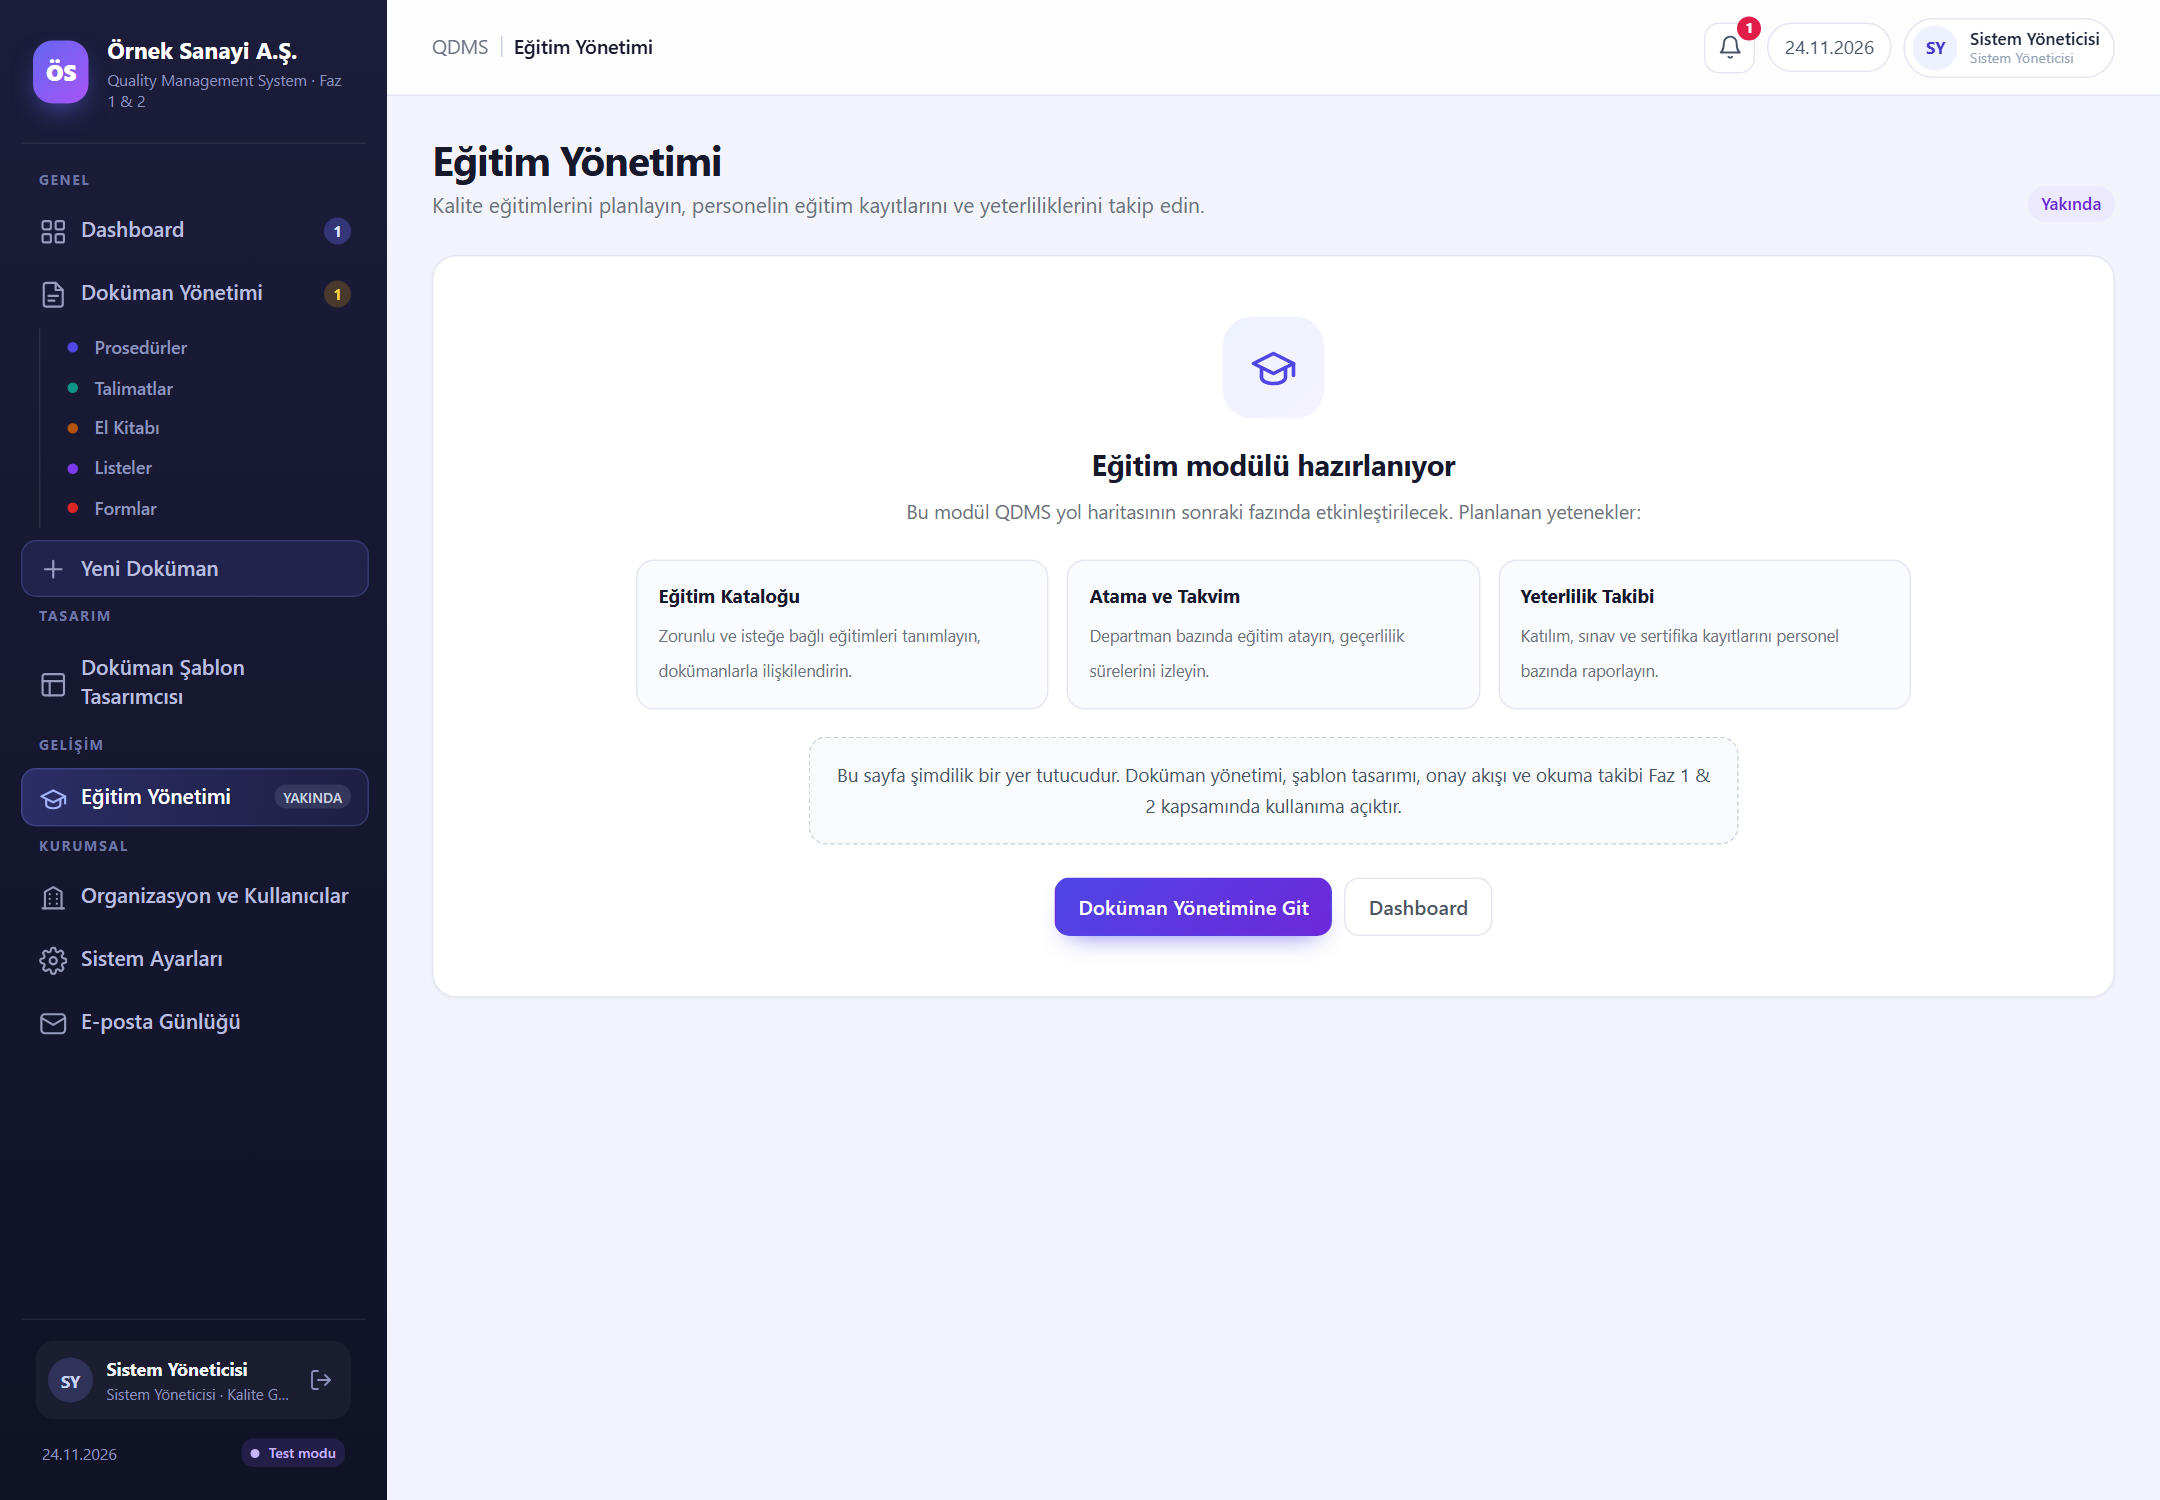 ÖS
Örnek Sanayi A.Ş.
Quality Management System · Faz
1 & 2
GENEL
Dashboard 1
Doküman Yönetimi 1
Prosedürler
Talimatlar
El Kitabı
Listeler
Formlar
Yeni Doküman
TASARIM
Doküman Şablon
Tasarımcısı
GELİŞİM
Eğitim Yönetimi YAKINDA
KURUMSAL
Organizasyon ve Kullanıcılar
Sistem Ayarları
E-posta Günlüğü
SY
Sistem Yöneticisi
Sistem Yöneticisi · Kalite G...
24.11.2026
Test modu
QDMS
Eğitim Yönetimi
1
24.11.2026
SY
Sistem Yöneticisi
Sistem Yöneticisi
Eğitim Yönetimi
Kalite eğitimlerini planlayın, personelin eğitim kayıtlarını ve yeterliliklerini takip edin.
Yakında
Eğitim modülü hazırlanıyor
Bu modül QDMS yol haritasının sonraki fazında etkinleştirilecek. Planlanan yetenekler:
Eğitim Kataloğu
Zorunlu ve isteğe bağlı eğitimleri tanımlayın,
dokümanlarla ilişkilendirin.
Atama ve Takvim
Departman bazında eğitim atayın, geçerlilik
sürelerini izleyin.
Yeterlilik Takibi
Katılım, sınav ve sertifika kayıtlarını personel
bazında raporlayın.
Bu sayfa şimdilik bir yer tutucudur. Doküman yönetimi, şablon tasarımı, onay akışı ve okuma takibi Faz 1 &
2 kapsamında kullanıma açıktır.
Doküman Yönetimine Git
Dashboard